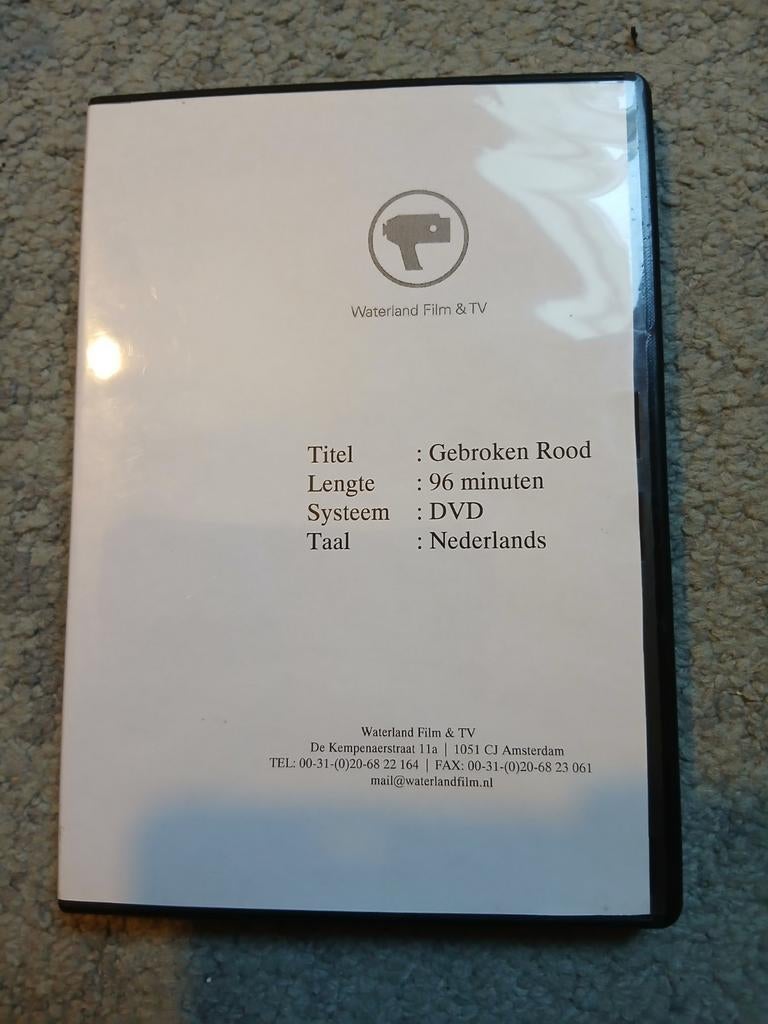 Waterland Film & TV
Titel : Gebroken Rood
Lengte : 96 minuten
Systeem : DVD
Taal : Nederlands
Waterland Film & TV
De Kempenaerstraat 11a | 1051 CJ Amsterdam
TEL: 00-31-(0)20-68 22 164 | FAX: 00-31-(0)20-68 23 061
mail@waterlandfilm.nl